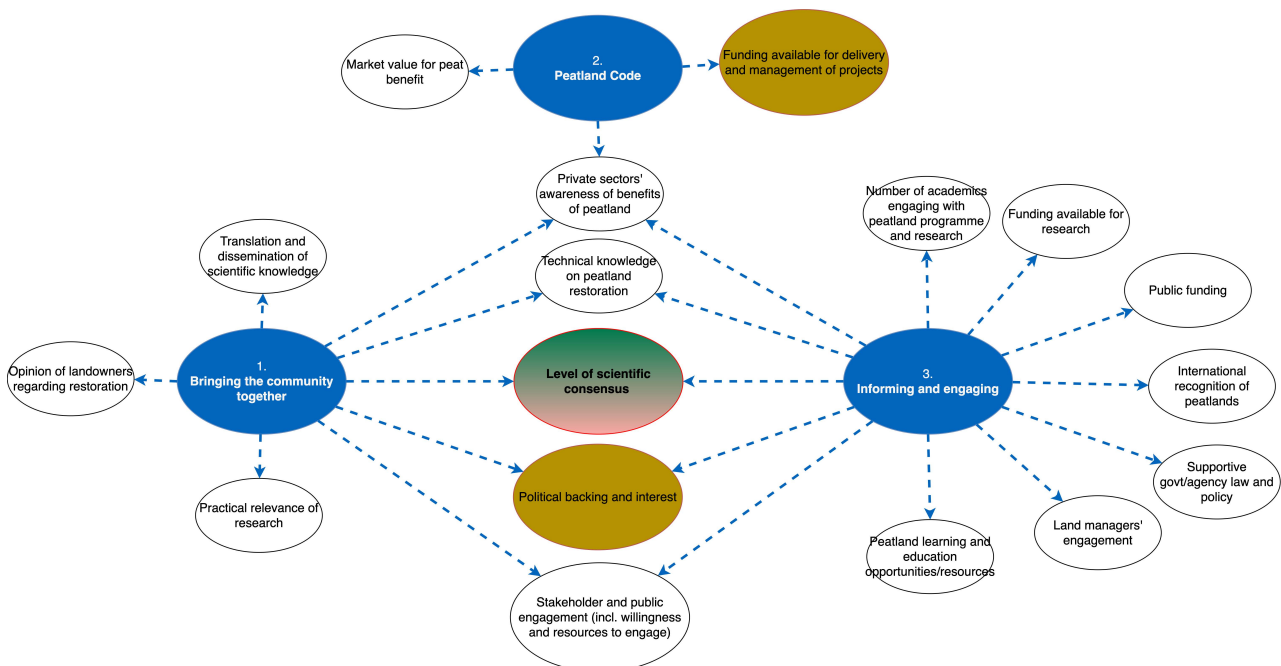 2.
Peatland Code
Market value for peat
benefit
Funding available for delivery
and management of projects
Private sectors'
awareness of benefits
of peatland
Number of academics
engaging with
peatland programme
and research
Funding available for
research
Translation and
dissemination of
scientific knowledge
Technical knowledge
on peatland
restoration
Public funding
1.
Bringing the community
together
Opinion of landowners
regarding restoration
Level of scientific
consensus
3.
Informing and engaging
International
recognition of
peatlands
Practical relevance of
research
Political backing and interest
Supportive
govt/agency law and
policy
Land managers'
engagement
Peatland learning and
education
opportunities/resources
Stakeholder and public
engagement (incl. willingness
and resources to engage)